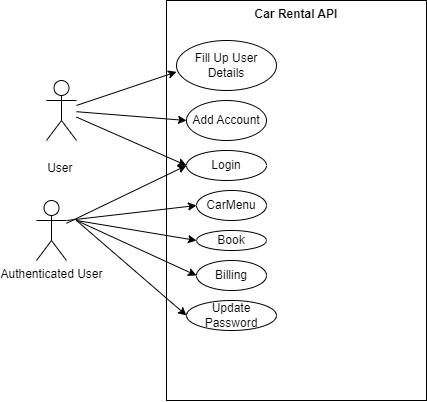 Car Rental API
Fill Up User
Details
Add Account
User
Login
CarMenu
Book
Authenticated User
Billing
Update
Password